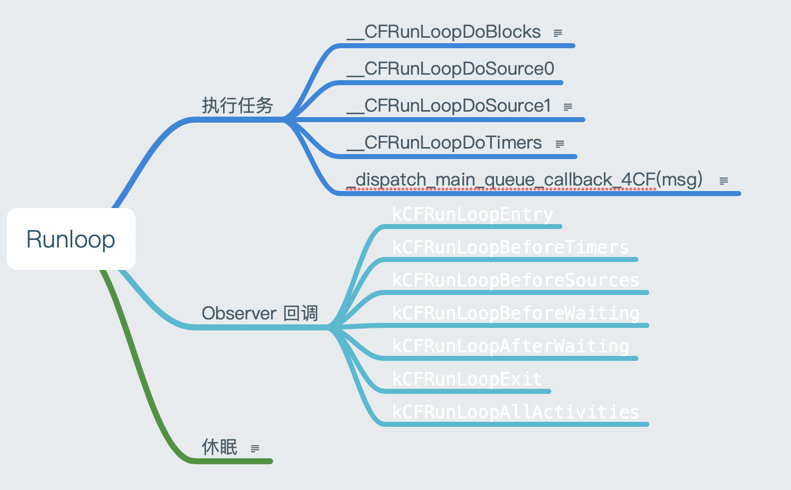 Runloop
执行任务
__CFRunLoopDoBlocks
__CFRunLoopDoSource0
__CFRunLoopDoSource1
__CFRunLoopDoTimers
_dispatch_main_queue_callback_4CF(msg)
Observer 回调
kCFRunLoopEntry
kCFRunLoopBeforeTimers
kCFRunLoopBeforeSources
kCFRunLoopBeforeWaiting
kCFRunLoopAfterWaiting
kCFRunLoopExit
kCFRunLoopAllActivities
休眠